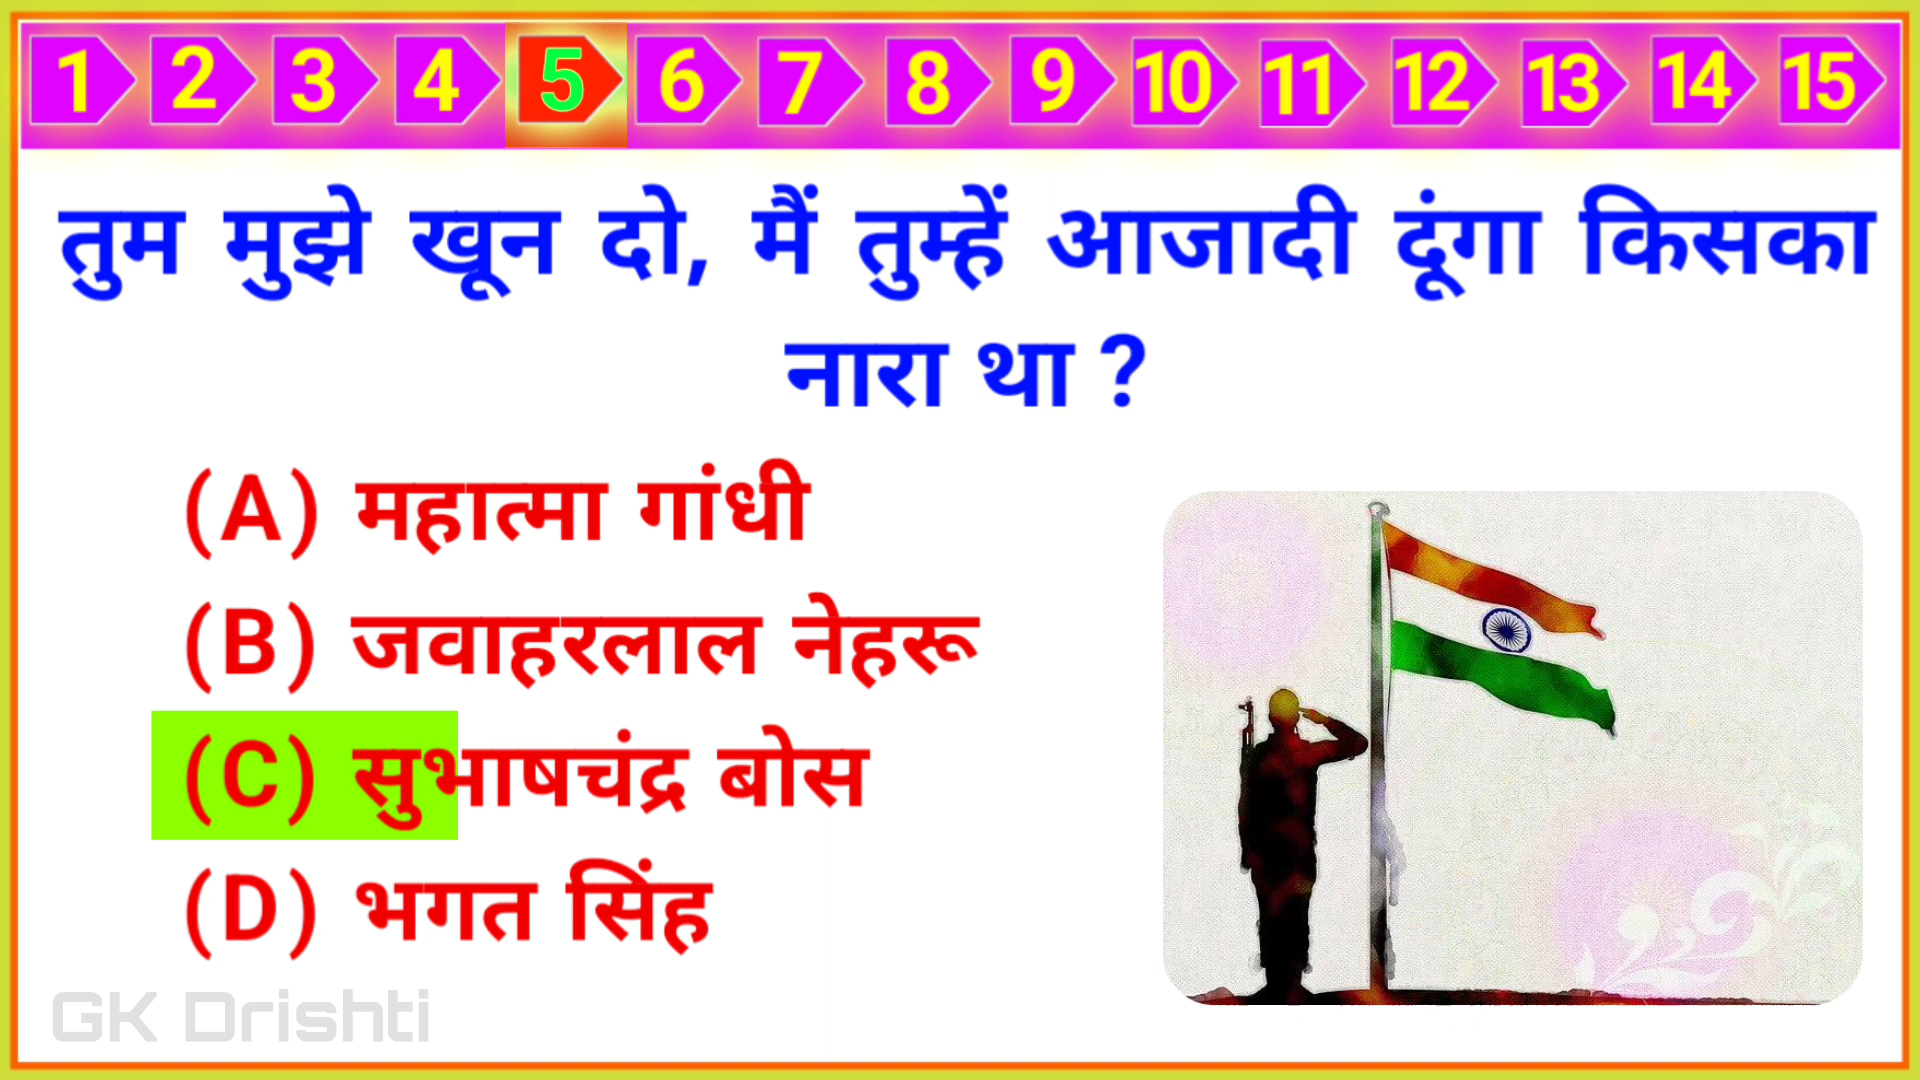 1 2 3 4 5 6 7 8 9 10 11 12 13 14 15
तुम मुझे खून दो, मैं तुम्हें आजादी दूंगा किसका
नारा था ?
(A) महात्मा गांधी
(B) जवाहरलाल नेहरू
(C) सुभाषचंद्र बोस
(D) भगत सिंह
GK Drishti